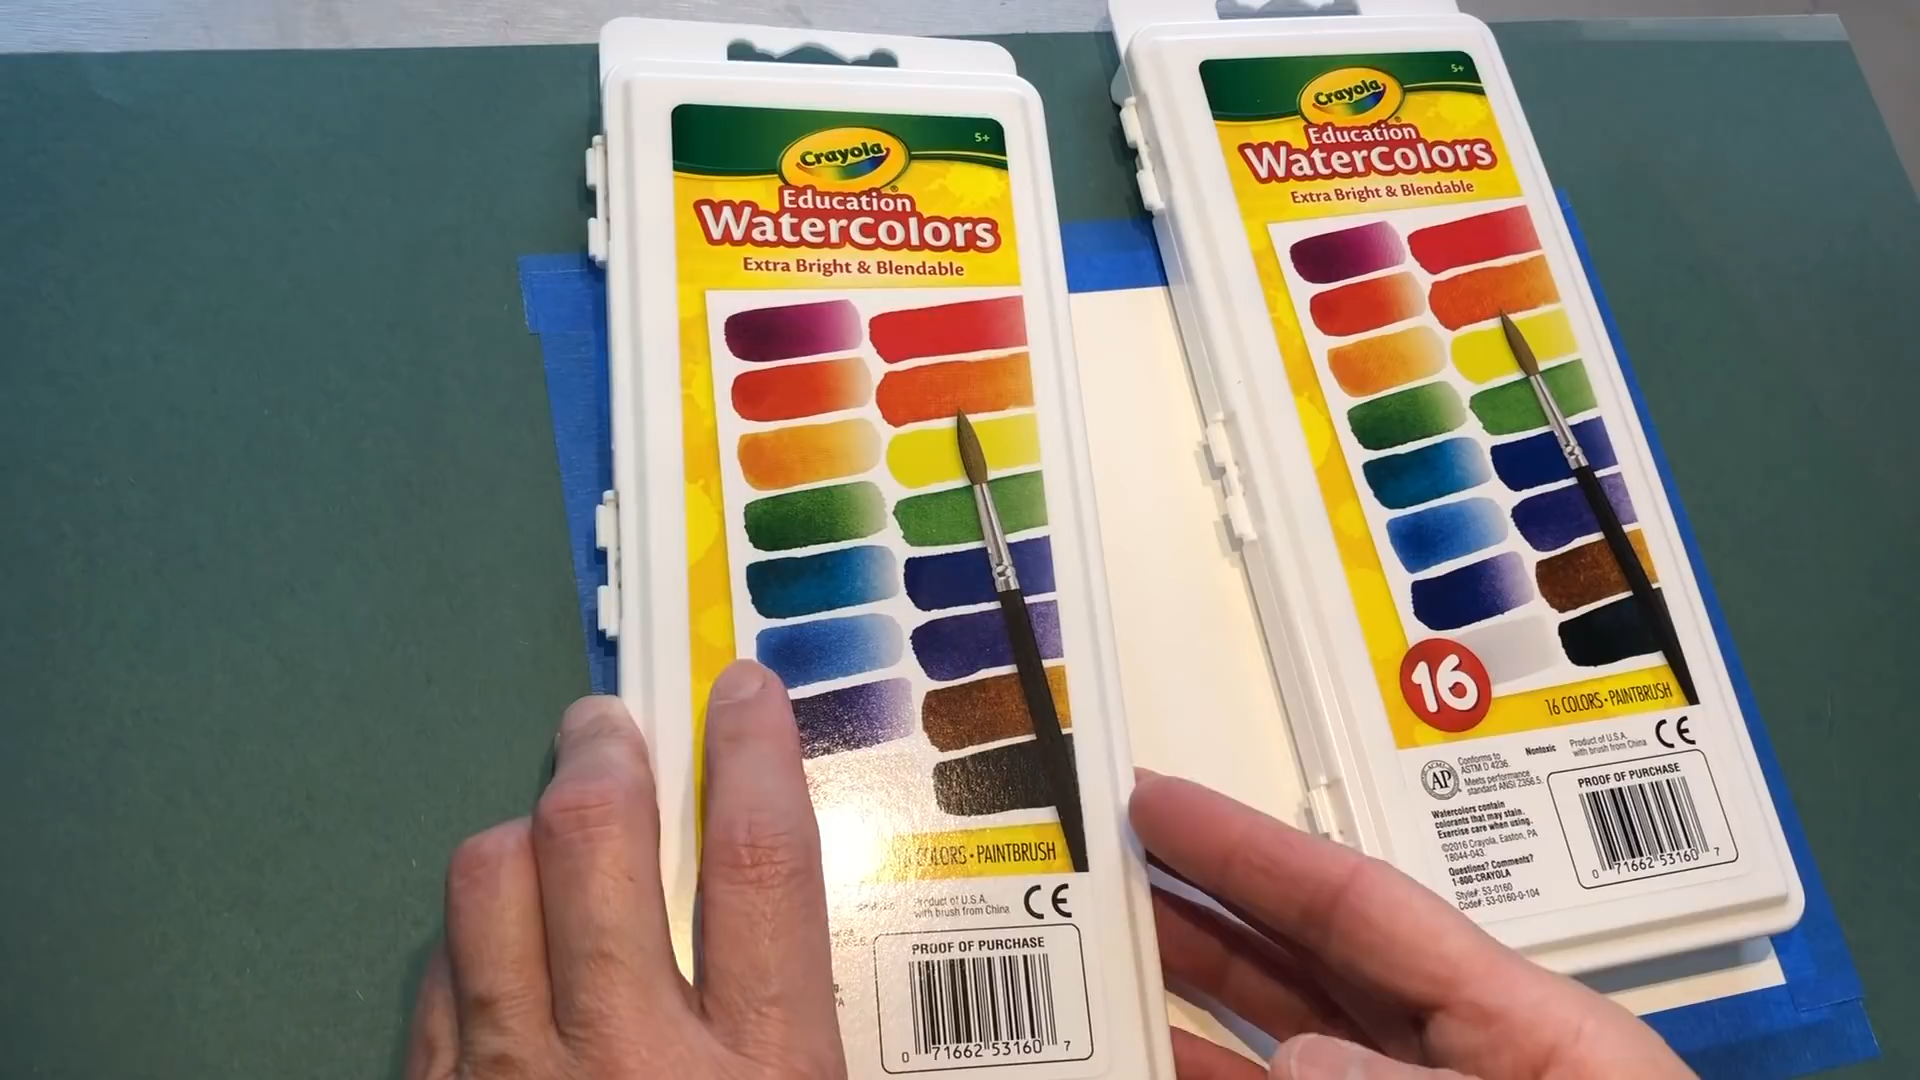 5+
Crayola
Education
Watercolors
Extra Bright & Blendable
COLORS • PAINTBRUSH
Product of U.S.A.
with brush from China
CE
PROOF OF PURCHASE
0 71662 53160 7
5+
Crayola
Education
Watercolors
Extra Bright & Blendable
16
16 COLORS • PAINTBRUSH
ACMI
AP
Conforms to
ASTM D 4236.
Meets performance
standard ANSI Z356.5.
Nontoxic
Product of U.S.A.
with brush from China
CE
Watercolors contain
colorants that may stain.
Exercise care when using.
©2016 Crayola, Easton, PA
18044-043.
Questions? Comments?
1-800-CRAYOLA
Style#: 53-0160
Code#: 53-0160-0-104
PROOF OF PURCHASE
0 71662 53160 7